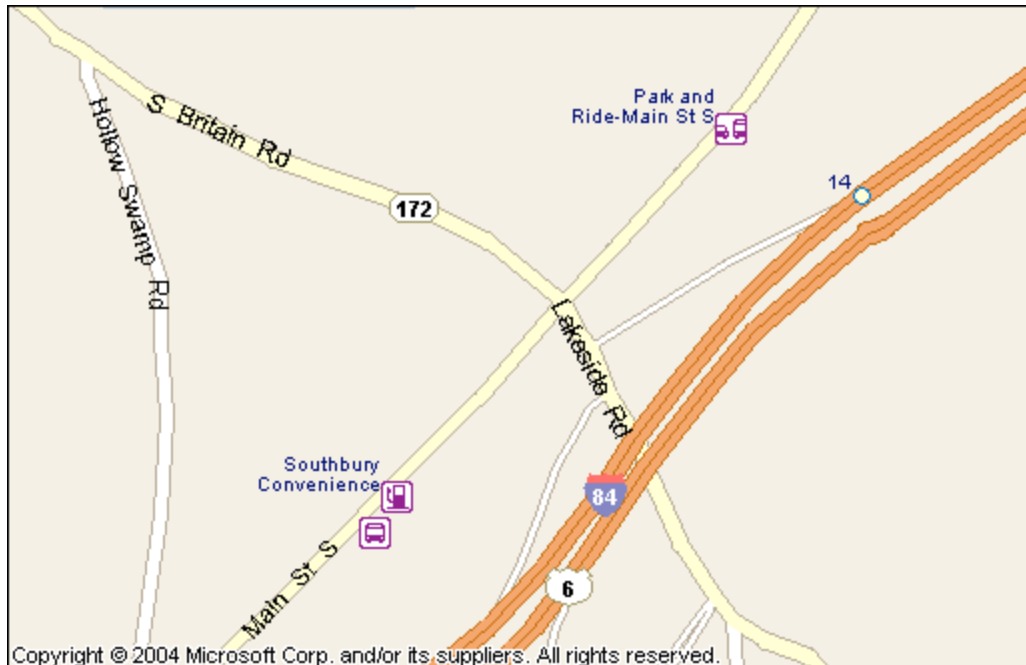 Park and
Ride-Main St S
S Britain Rd
Hollow Swamp Rd
14
172
Lakeside Rd
Southbury
Convenience
84
Main St S
6
Copyright © 2004 Microsoft Corp. and/or its suppliers. All rights reserved.